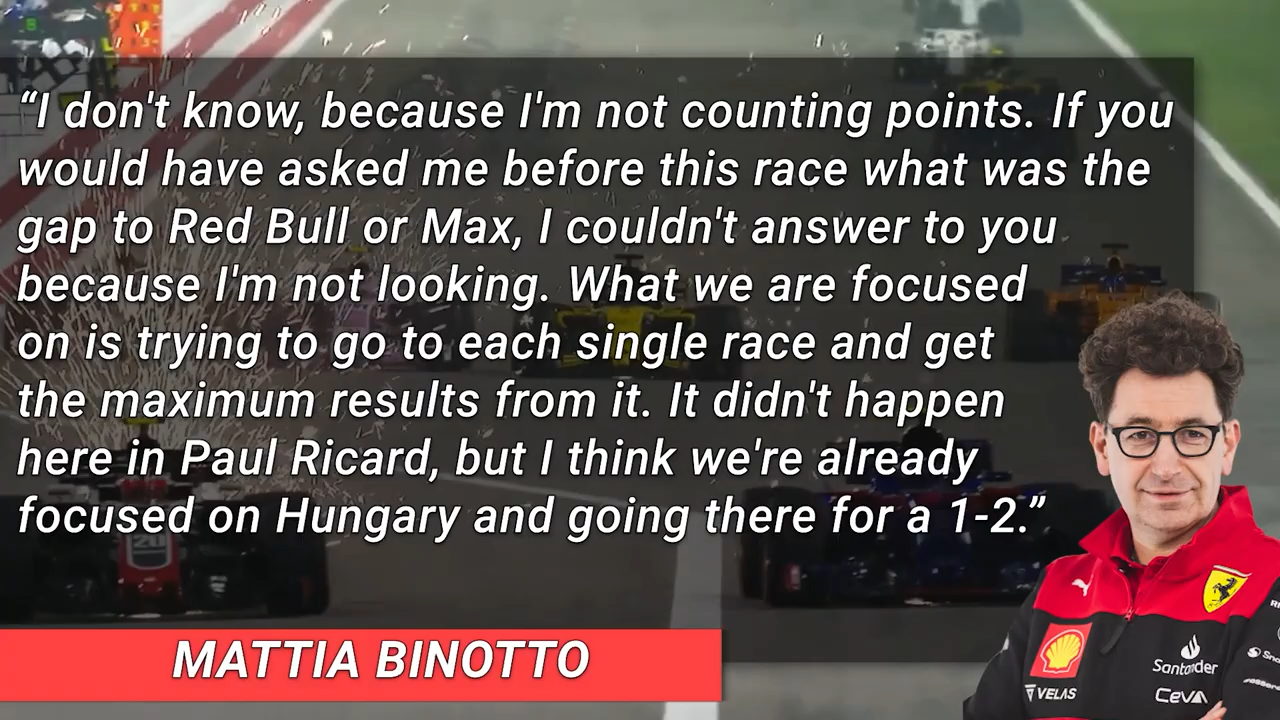 “I don't know, because I'm not counting points. If you
would have asked me before this race what was the
gap to Red Bull or Max, I couldn't answer to you
because I'm not looking. What we are focused
on is trying to go to each single race and get
the maximum results from it. It didn't happen
here in Paul Ricard, but I think we're already
focused on Hungary and going there for a 1-2.”
MATTIA BINOTTO
Santander
VELAS
CEVA
20